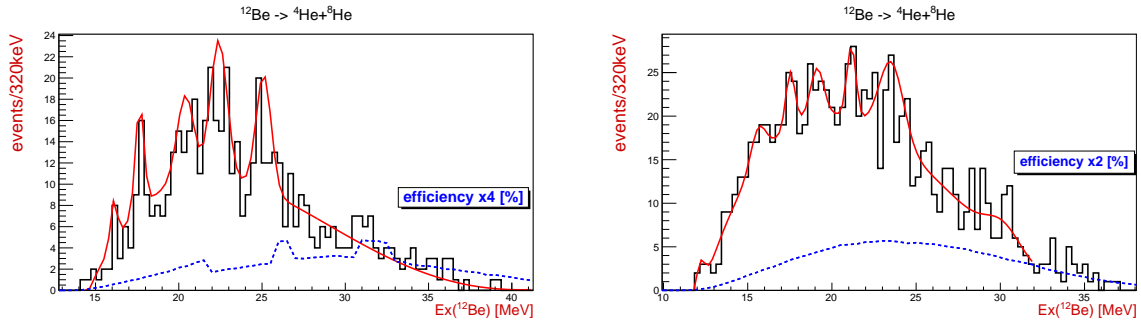 ¹²Be -> ⁴He+⁸He
events/320keV
24
22
20
18
16
14
12
10
8
6
4
2
0
efficiency x4 [%]
15 20 25 30 35 40
Ex(¹²Be) [MeV]
¹²Be -> ⁴He+⁸He
events/320keV
25
20
15
10
5
0
efficiency x2 [%]
10 15 20 25 30 35
Ex(¹²Be) [MeV]